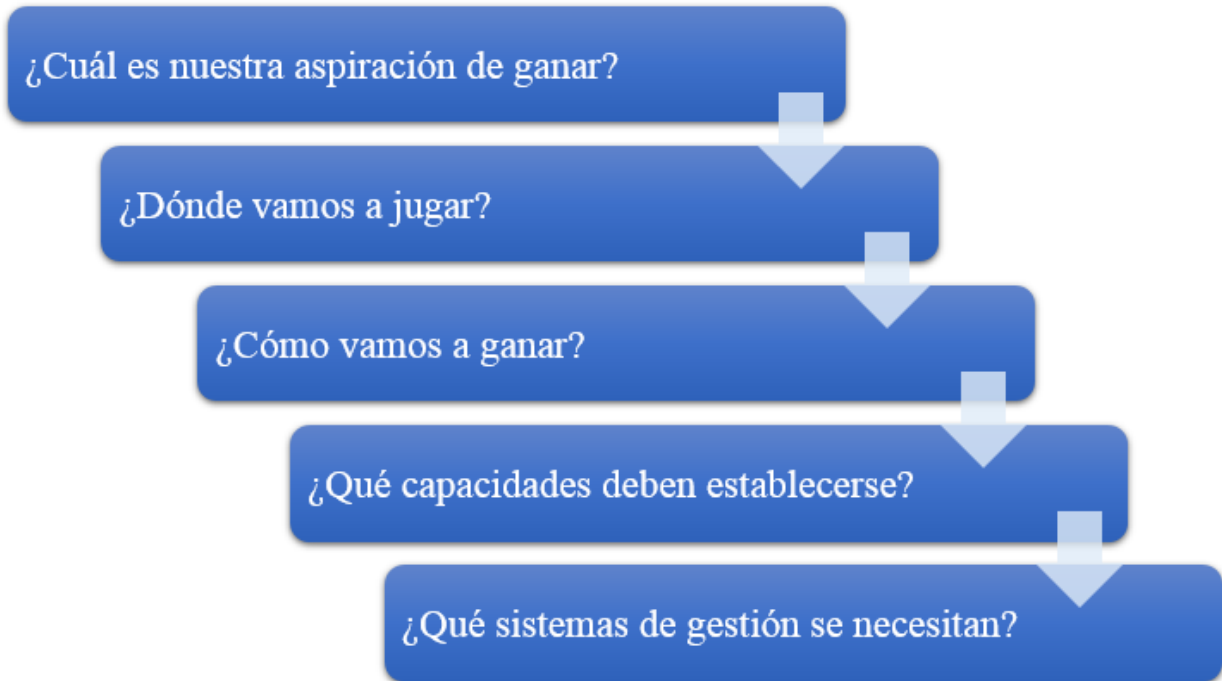 ¿Cuál es nuestra aspiración de ganar?
¿Dónde vamos a jugar?
¿Cómo vamos a ganar?
¿Qué capacidades deben establecerse?
¿Qué sistemas de gestión se necesitan?